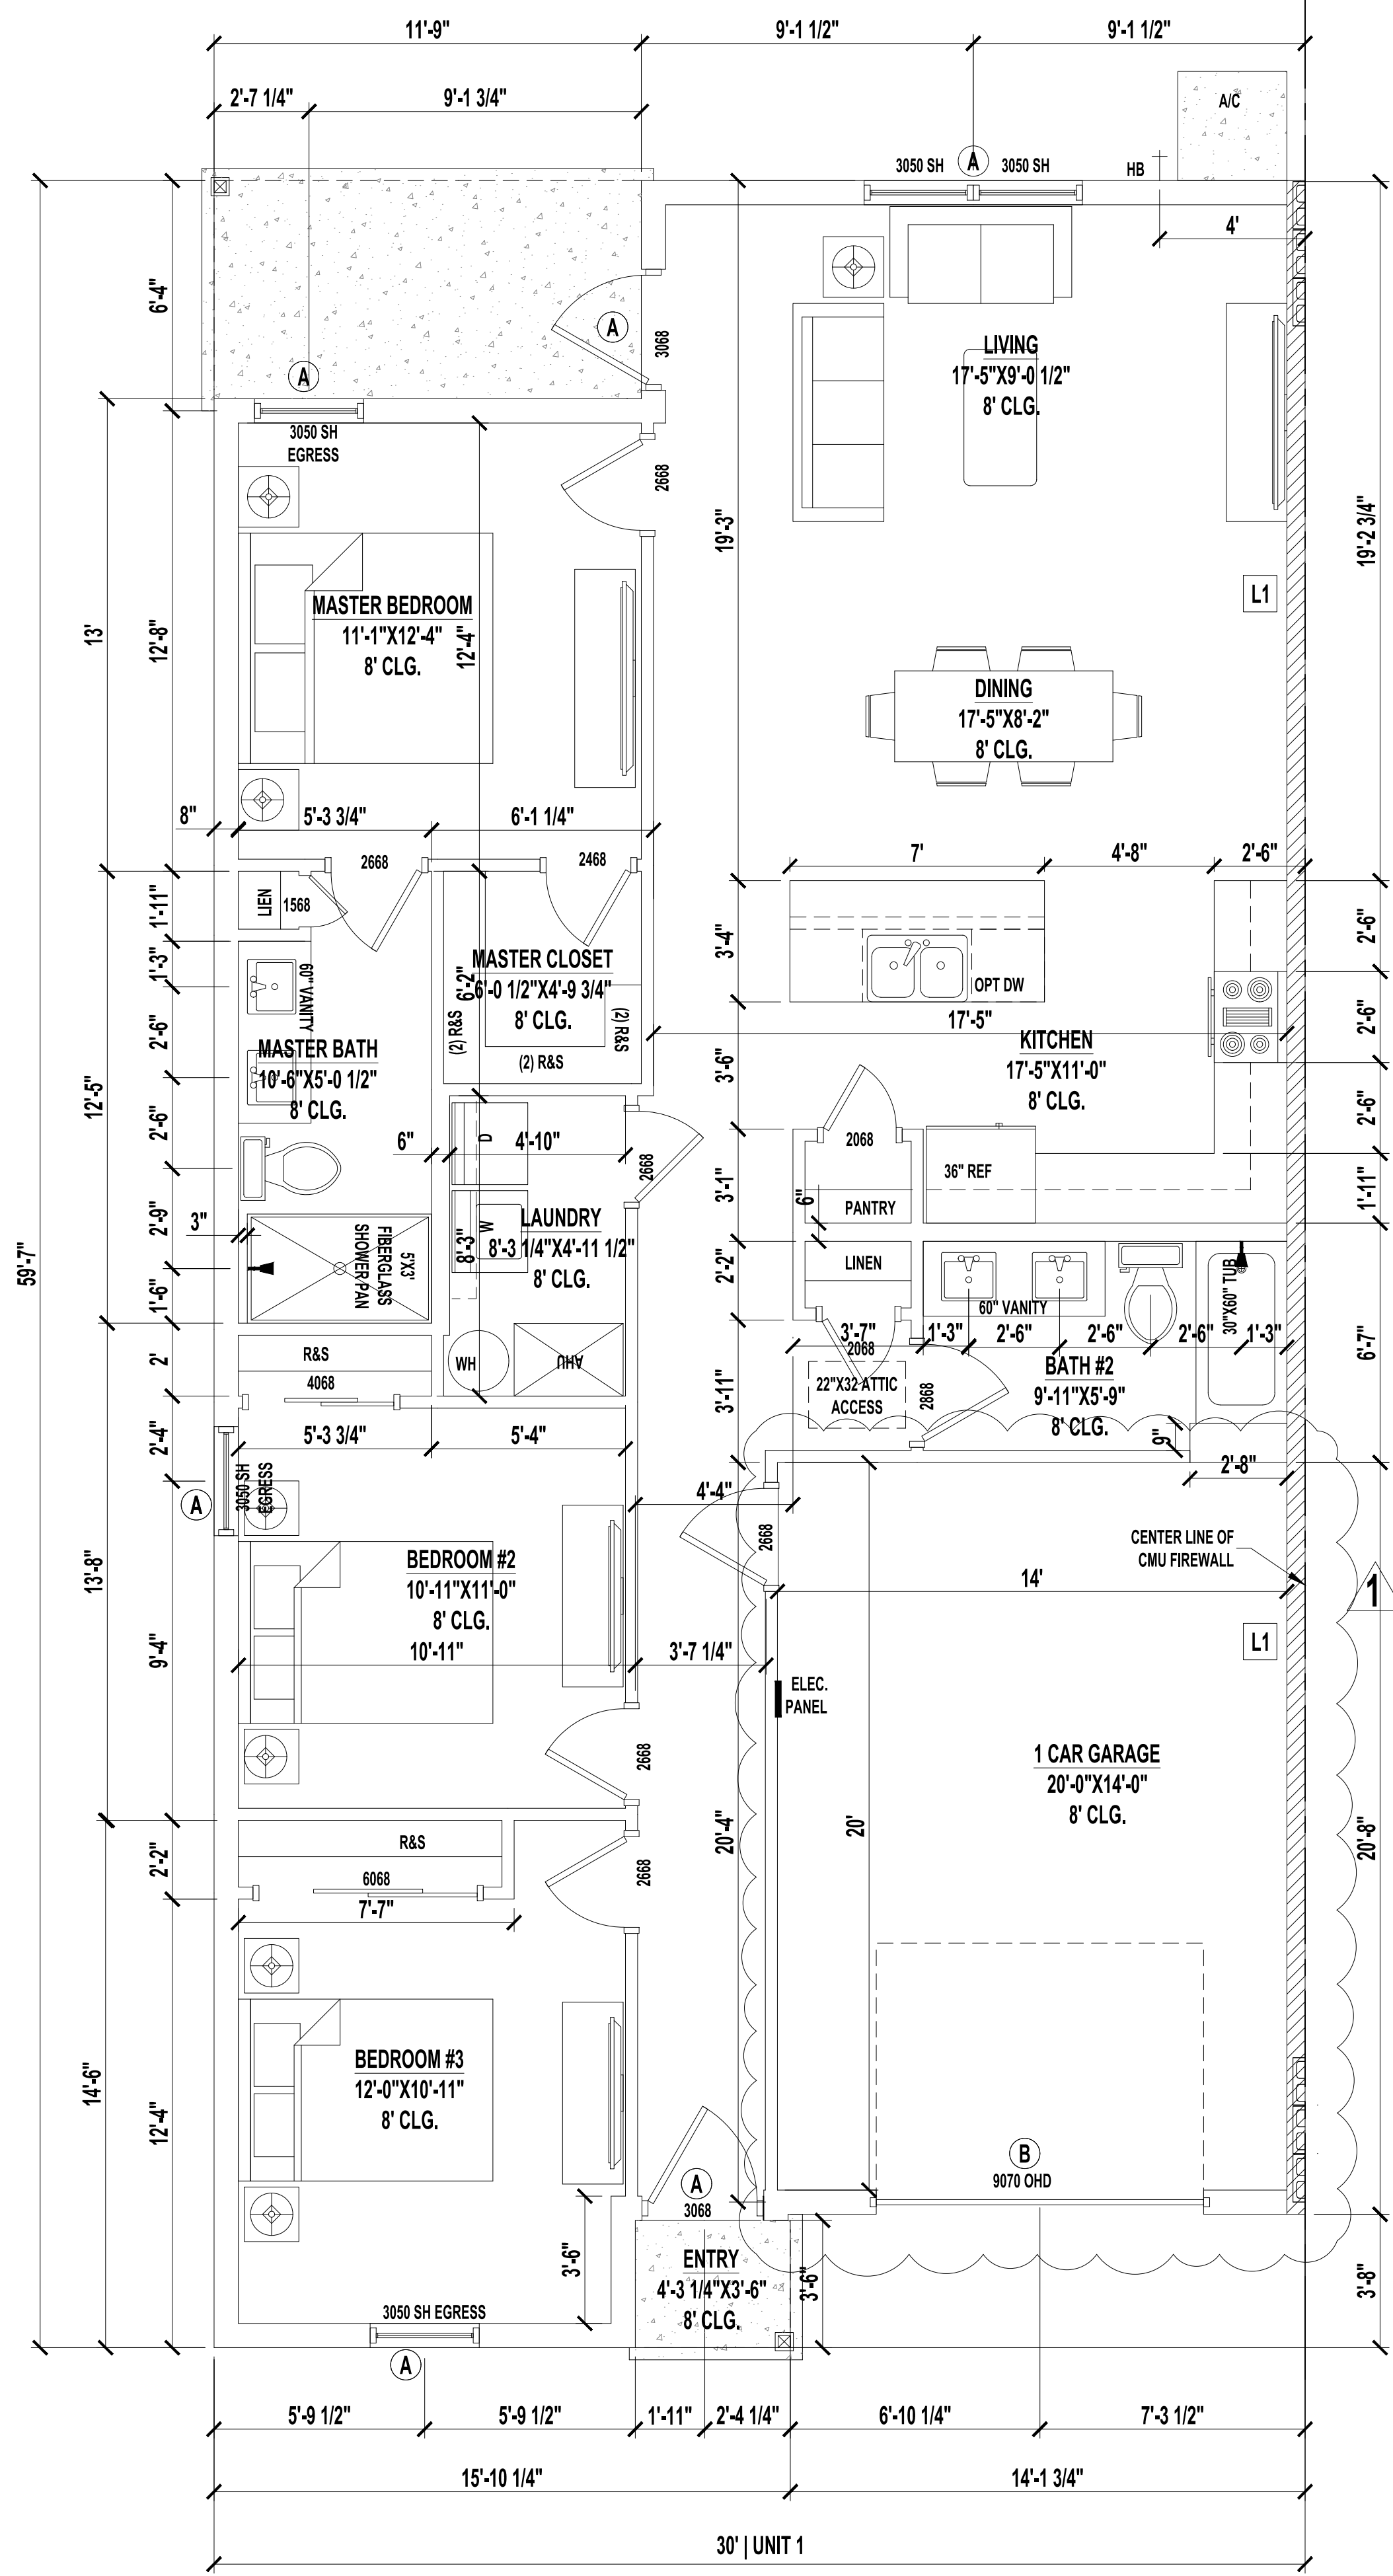 11'-9"
9'-1 1/2"
9'-1 1/2"
2'-7 1/4"
9'-1 3/4"
A/C
3050 SH
A
3050 SH
HB
4'
6'-4"
A
3068
A
LIVING
17'-5"X9'-0 1/2"
8' CLG.
3050 SH
EGRESS
2668
19'-3"
19'-2 3/4"
L1
13'
12'-8"
MASTER BEDROOM
11'-1"X12'-4"
8' CLG.
12'-4"
DINING
17'-5"X8'-2"
8' CLG.
8"
5'-3 3/4"
6'-1 1/4"
7'
4'-8"
2'-6"
2668
2468
LIEN
1568
1'-11"
1'-3"
2'-6"
2'-6"
2'-9"
1'-6"
60" VANITY
MASTER CLOSET
6'-0 1/2"X4'-9 3/4"
8' CLG.
6'-2"
(2) R&S
(2) R&S
(2) R&S
3'-4"
OPT DW
17'-5"
2'-6"
2'-6"
2'-6"
1'-11"
MASTER BATH
10'-6"X5'-0 1/2"
8' CLG.
KITCHEN
17'-5"X11'-0"
8' CLG.
3'-6"
12'-5"
6"
D
4'-10"
2668
2068
36" REF
3'-1"
6"
PANTRY
3"
W
8'-3"
LAUNDRY
8'-3 1/4"X4'-11 1/2"
8' CLG.
59'-7"
5'X3'
FIBERGLASS
SHOWER PAN
2'-2"
LINEN
60" VANITY
30"X60" TUB
WH
AHU
3'-7"
1'-3"
2'-6"
2'-6"
2'-6"
1'-3"
2068
6'-7"
2'
R&S
4068
3'-11"
22"X32 ATTIC
ACCESS
2868
BATH #2
9'-11"X5'-9"
8' CLG.
2'-4"
5'-3 3/4"
5'-4"
9"
2'-8"
3050 SH
EGRESS
A
4'-4"
2668
CENTER LINE OF
CMU FIREWALL
1
13'-8"
BEDROOM #2
10'-11"X11'-0"
8' CLG.
10'-11"
14'
L1
9'-4"
3'-7 1/4"
ELEC.
PANEL
2668
1 CAR GARAGE
20'-0"X14'-0"
8' CLG.
20'-4"
20'
20'-8"
2'-2"
R&S
6068
7'-7"
2668
14'-6"
12'-4"
BEDROOM #3
12'-0"X10'-11"
8' CLG.
A
3068
B
9070 OHD
3'-6"
ENTRY
4'-3 1/4"X3'-6"
8' CLG.
3'-6"
3'-8"
3050 SH EGRESS
A
5'-9 1/2"
5'-9 1/2"
1'-11"
2'-4 1/4"
6'-10 1/4"
7'-3 1/2"
15'-10 1/4"
14'-1 3/4"
30' | UNIT 1